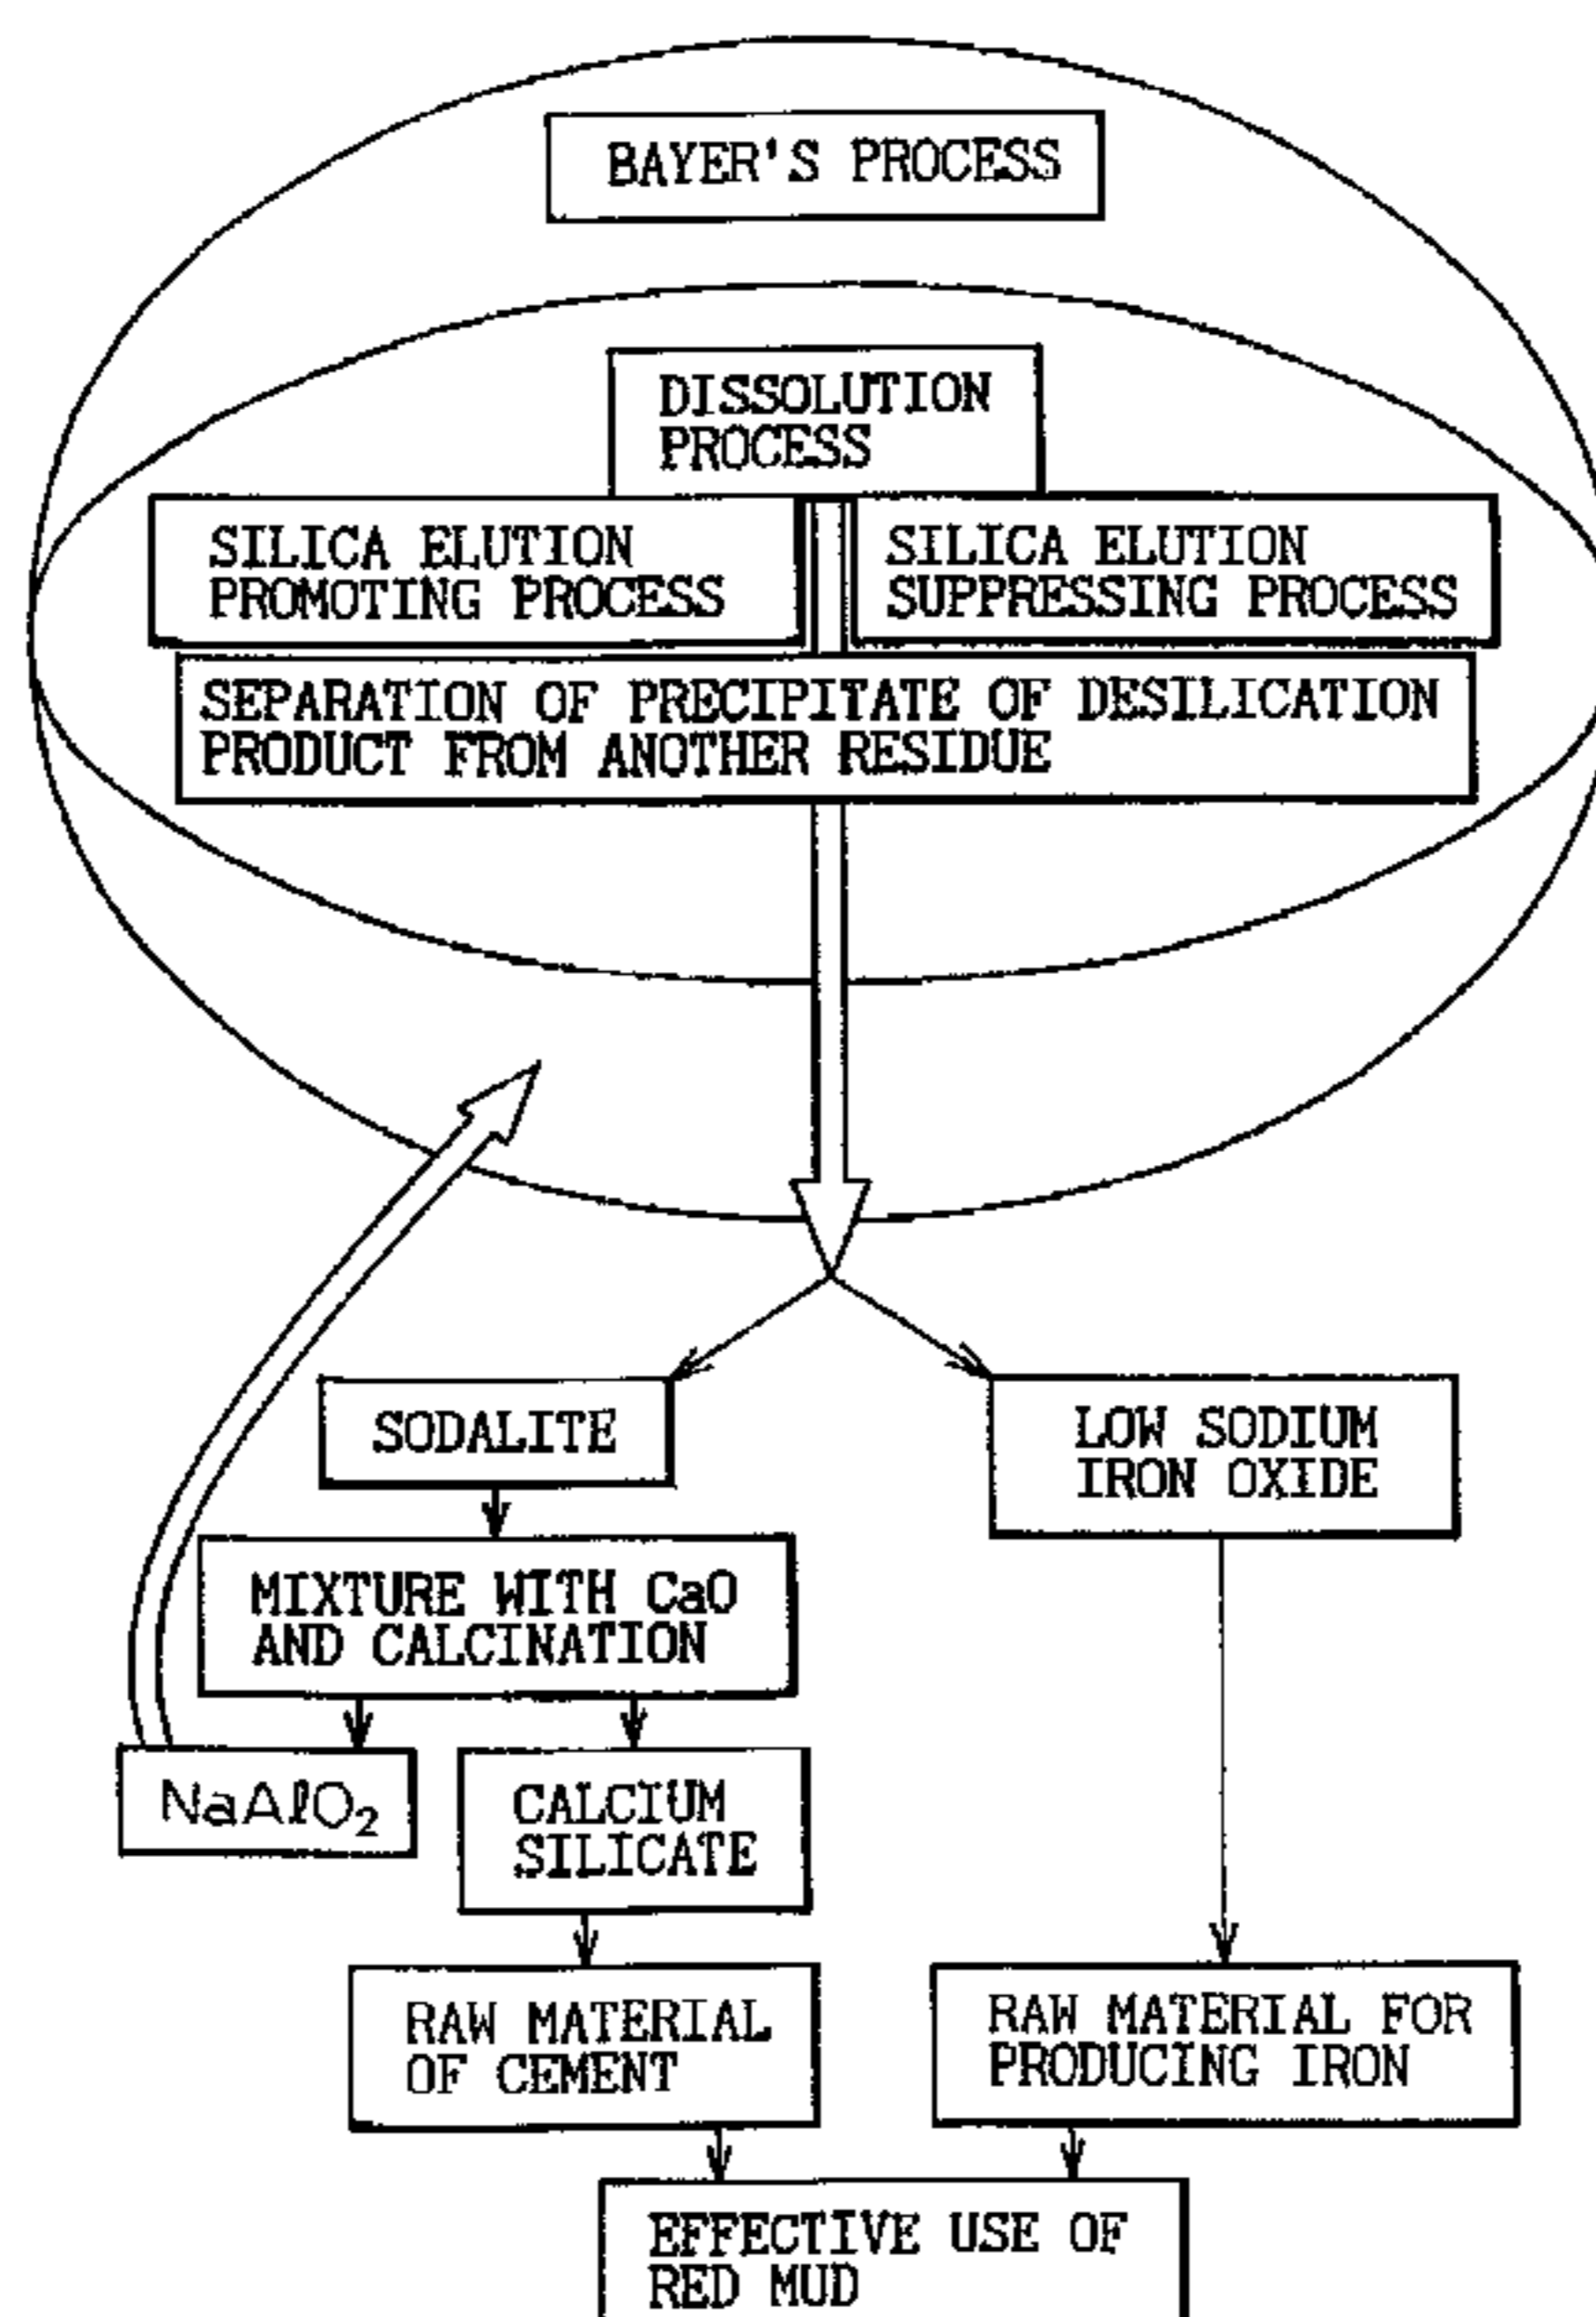 BAYER'S PROCESS
DISSOLUTION
PROCESS
SILICA ELUTION
PROMOTING PROCESS
SILICA ELUTION
SUPPRESSING PROCESS
SEPARATION OF PRECIPITATE OF DESILICATION
PRODUCT FROM ANOTHER RESIDUE
SODALITE
LOW SODIUM
IRON OXIDE
MIXTURE WITH CaO
AND CALCINATION
NaAlO₂
CALCIUM
SILICATE
RAW MATERIAL
OF CEMENT
RAW MATERIAL FOR
PRODUCING IRON
EFFECTIVE USE OF
RED MUD